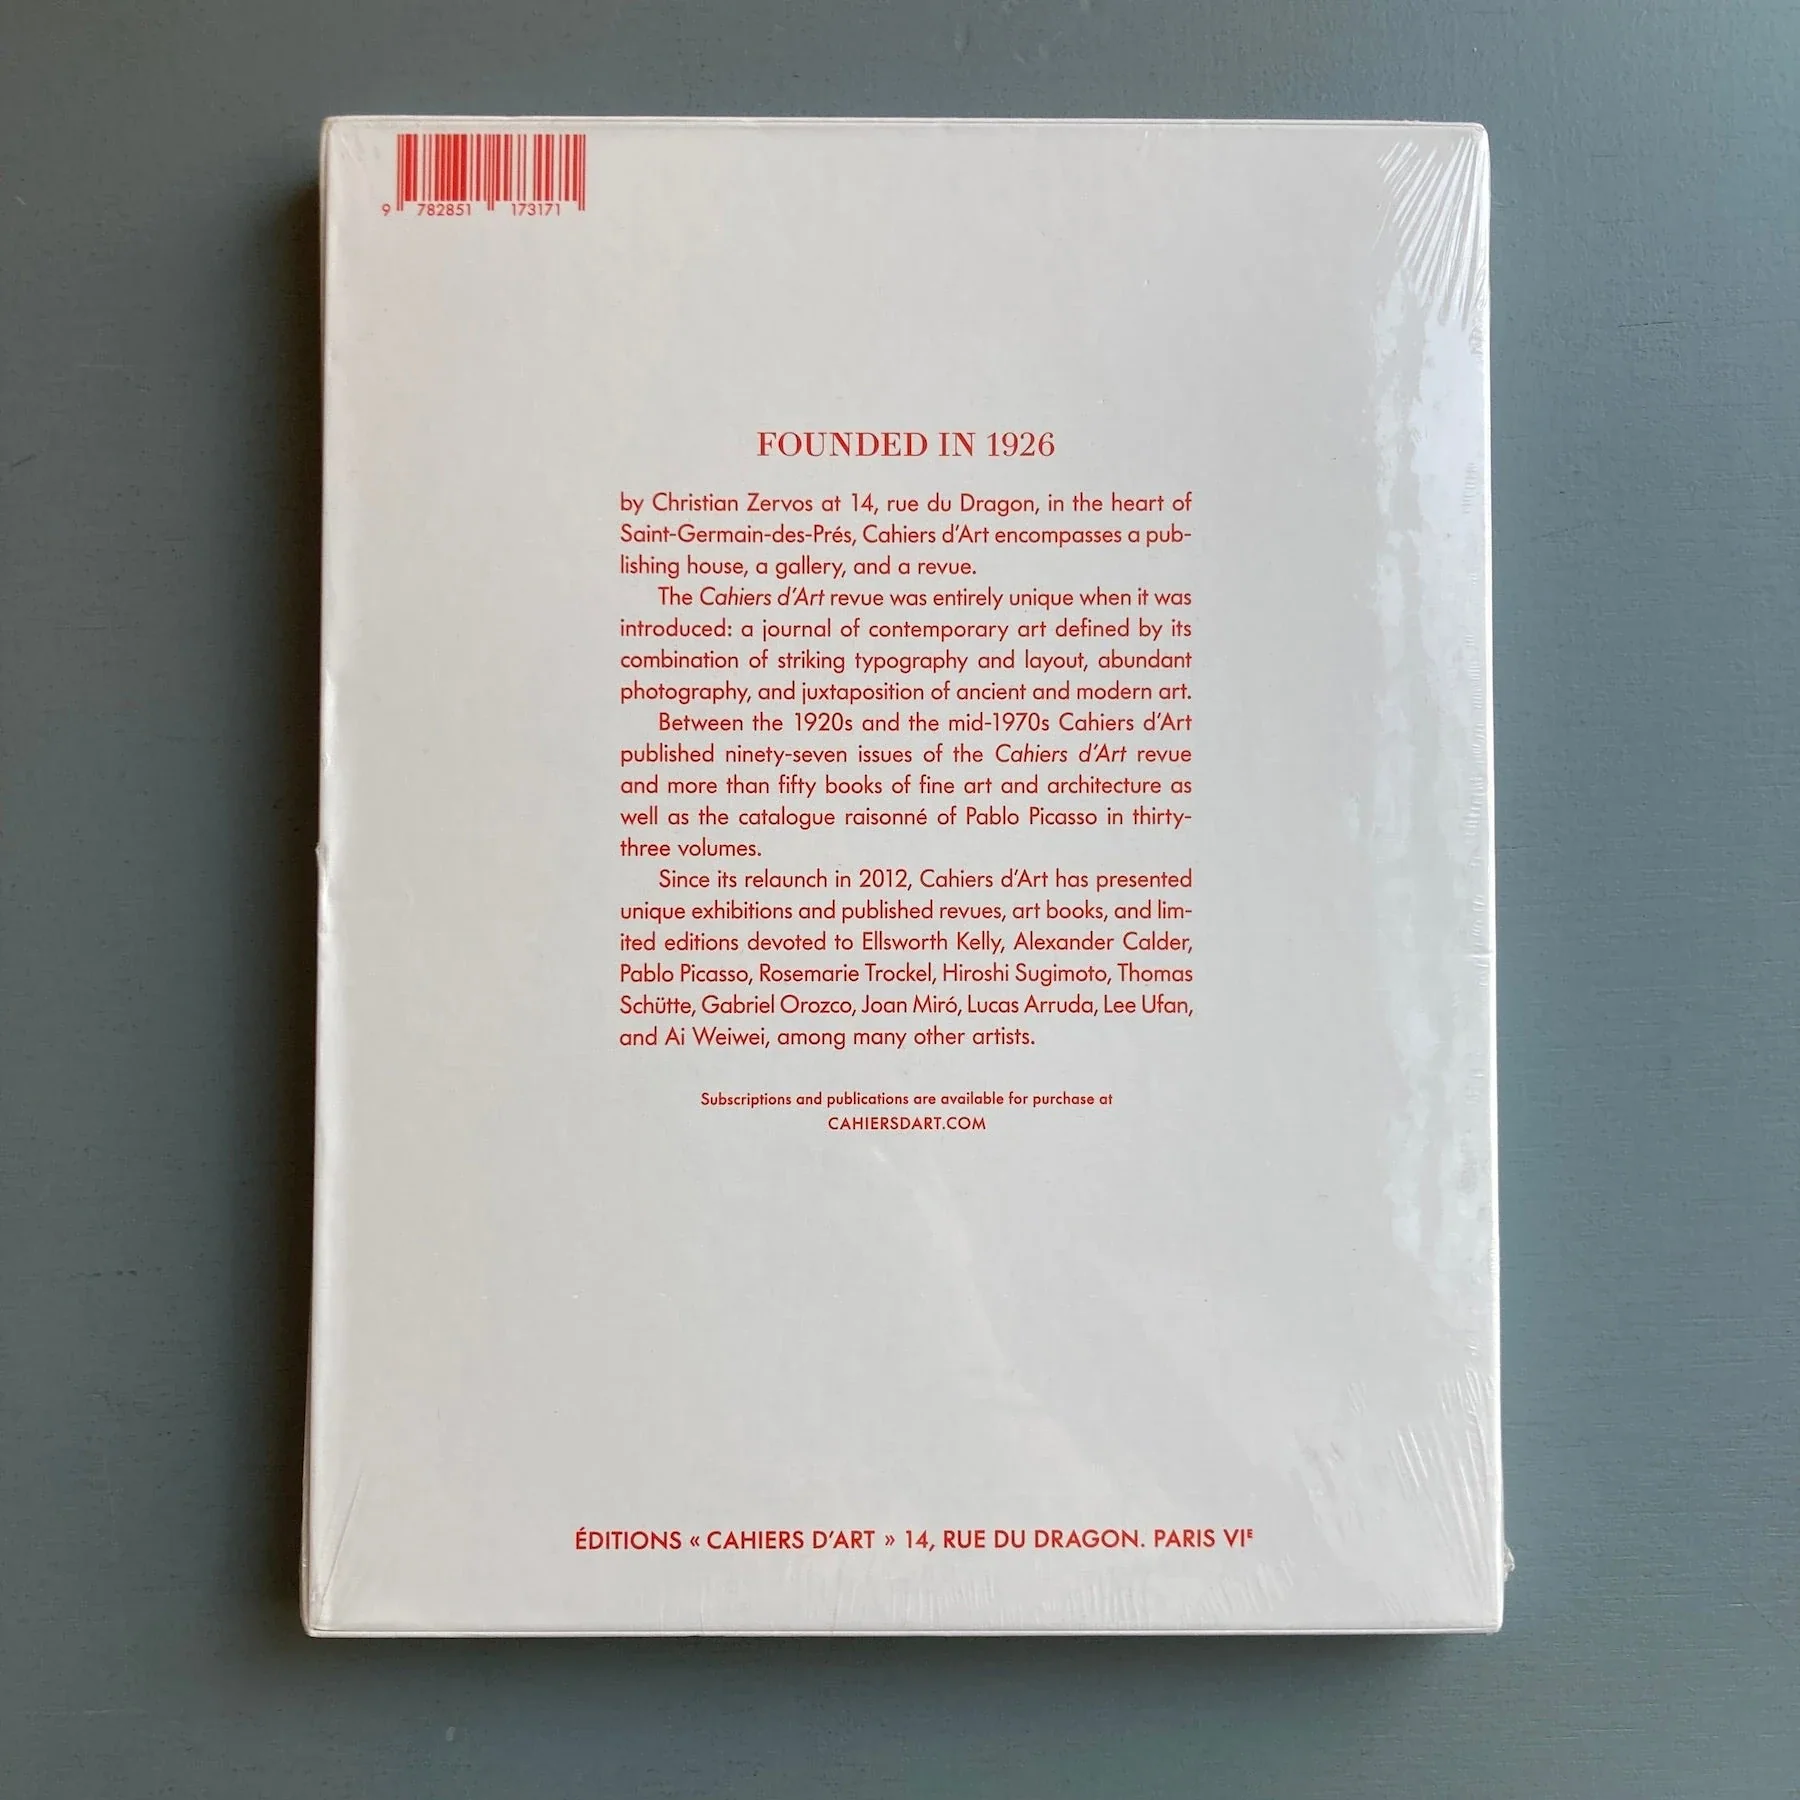 9 782851 173171
FOUNDED IN 1926
by Christian Zervos at 14, rue du Dragon, in the heart of
Saint-Germain-des-Prés, Cahiers d'Art encompasses a pub-
lishing house, a gallery, and a revue.
The Cahiers d'Art revue was entirely unique when it was
introduced: a journal of contemporary art defined by its
combination of striking typography and layout, abundant
photography, and juxtaposition of ancient and modern art.
Between the 1920s and the mid-1970s Cahiers d'Art
published ninety-seven issues of the Cahiers d'Art revue
and more than fifty books of fine art and architecture as
well as the catalogue raisonné of Pablo Picasso in thirty-
three volumes.
Since its relaunch in 2012, Cahiers d'Art has presented
unique exhibitions and published revues, art books, and lim-
ited editions devoted to Ellsworth Kelly, Alexander Calder,
Pablo Picasso, Rosemarie Trockel, Hiroshi Sugimoto, Thomas
Schütte, Gabriel Orozco, Joan Miró, Lucas Arruda, Lee Ufan,
and Ai Weiwei, among many other artists.
Subscriptions and publications are available for purchase at
CAHIERSDART.COM
ÉDITIONS « CAHIERS D'ART » 14, RUE DU DRAGON. PARIS VIᴱ